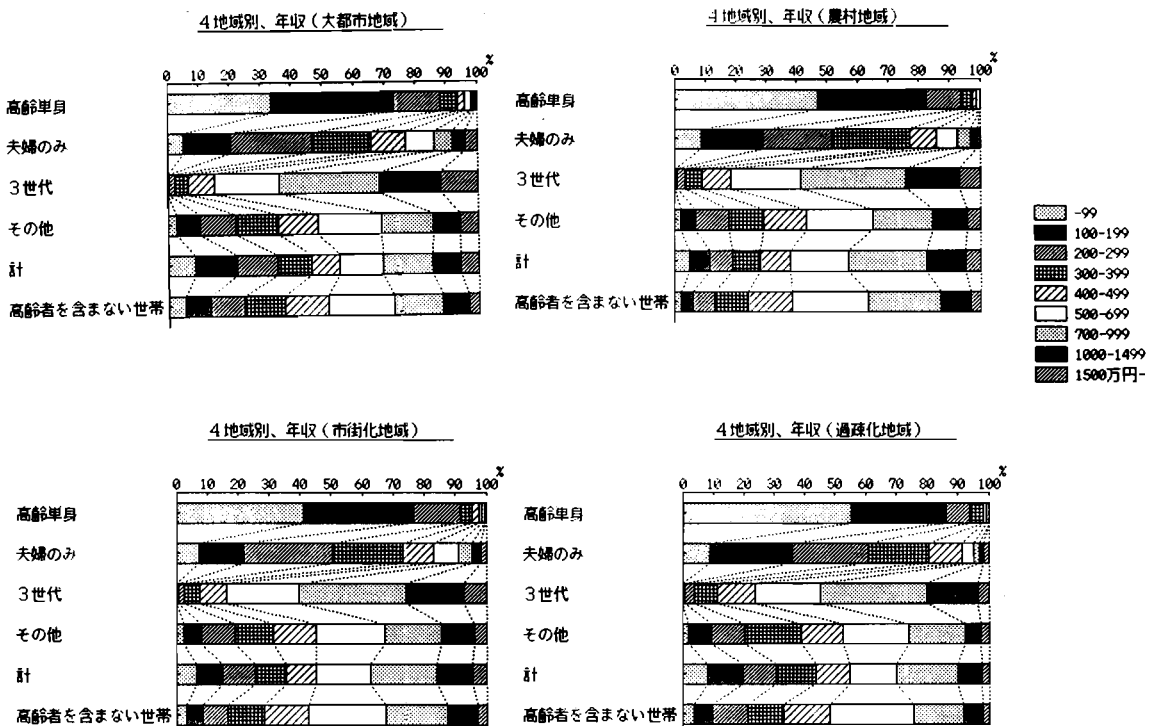 4地域別、年収(大都市地域)
%
0 10 20 30 40 50 60 70 80 90 100
高齢単身
夫婦のみ
3世代
その他
計
高齢者を含まない世帯
4地域別、年収(農村地域)
%
0 10 20 30 40 50 60 70 80 90 100
高齢単身
夫婦のみ
3世代
その他
計
高齢者を含まない世帯
-99
100-199
200-299
300-399
400-499
500-699
700-999
1000-1499
1500万円-
4地域別、年収(市街化地域)
%
0 10 20 30 40 50 60 70 80 90 100
高齢単身
夫婦のみ
3世代
その他
計
高齢者を含まない世帯
4地域別、年収(過疎化地域)
%
0 10 20 30 40 50 60 70 80 90 100
高齢単身
夫婦のみ
3世代
その他
計
高齢者を含まない世帯